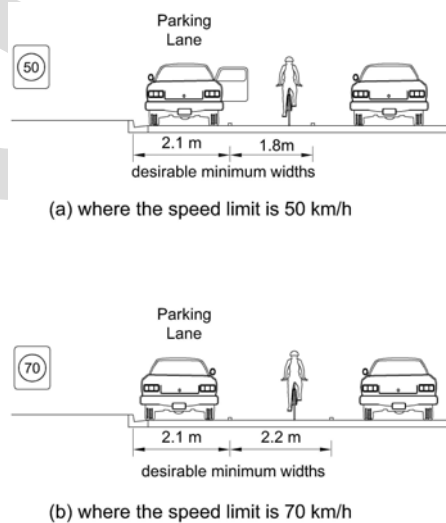 Parking
Lane
50
2.1 m
1.8m
desirable minimum widths
(a) where the speed limit is 50 km/h
Parking
Lane
70
2.1 m
2.2 m
desirable minimum widths
(b) where the speed limit is 70 km/h